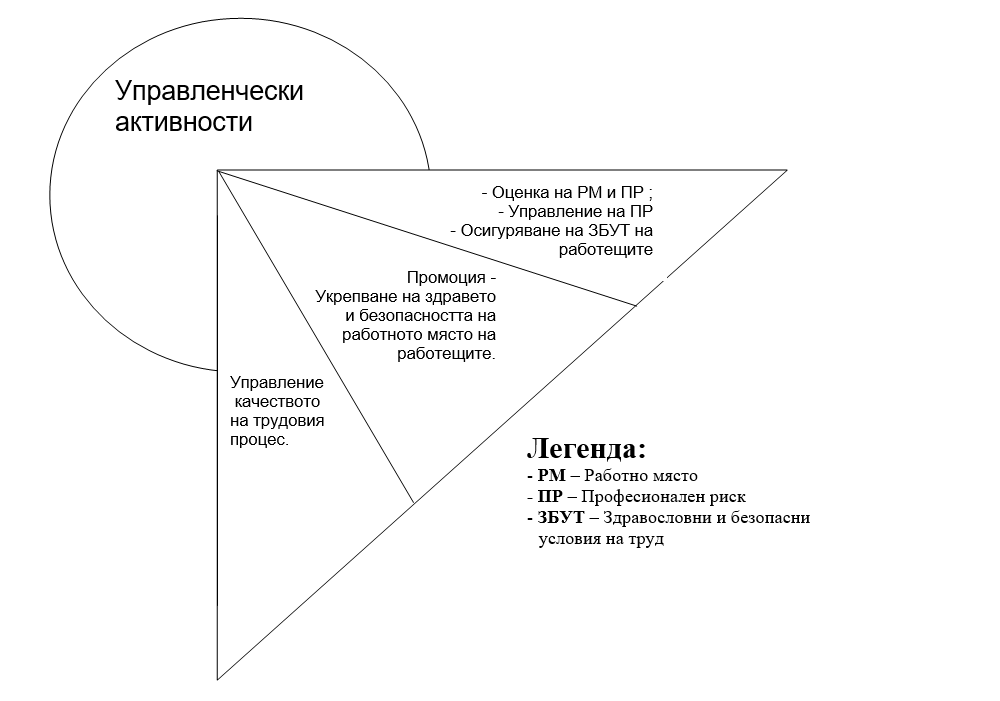 Управленчески
активности
- Оценка на РМ и ПР ;
- Управление на ПР
- Осигуряване на ЗБУТ на
работещите
Промоция -
Укрепване на здравето
и безопасността на
работното място на
работещите.
Управление
качеството
на трудовия
процес.
Легенда:
- РМ – Работно място
- ПР – Професионален риск
- ЗБУТ – Здравословни и безопасни
условия на труд